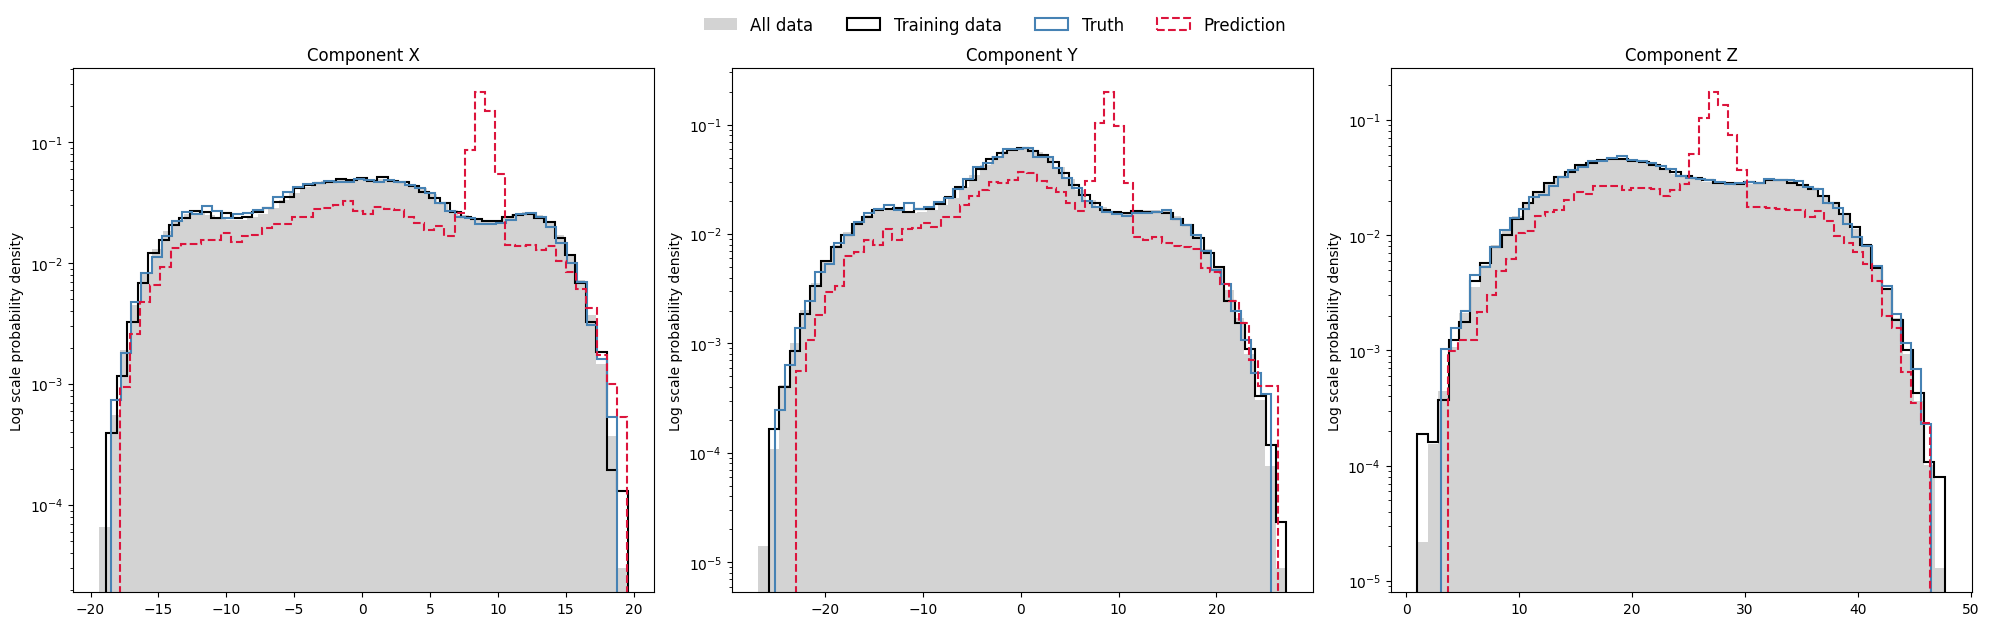 All data Training data Truth Prediction
Component X Component Y Component Z
Log scale probability density
10⁻¹
10⁻²
10⁻³
10⁻⁴
−20 −15 −10 −5 0 5 10 15 20
Log scale probability density
10⁻¹
10⁻²
10⁻³
10⁻⁴
10⁻⁵
−20 −10 0 10 20
Log scale probability density
10⁻¹
10⁻²
10⁻³
10⁻⁴
10⁻⁵
0 10 20 30 40 50